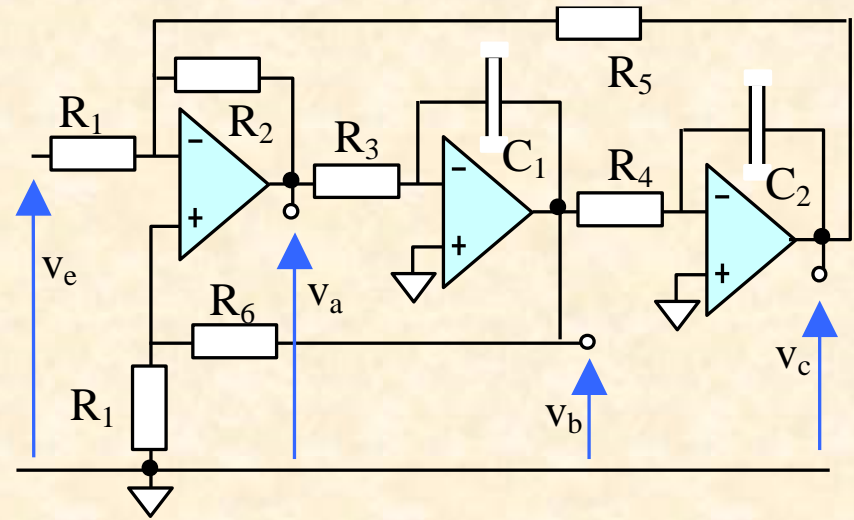 R5
R1
R2
R3
C1
R4
C2
−
+
−
+
−
+
ve
R6
va
R1
vb
vc